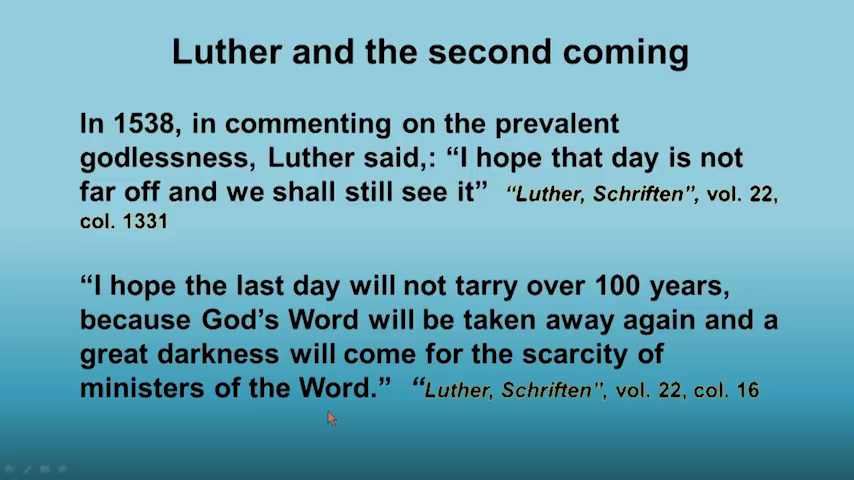 Luther and the second coming
In 1538, in commenting on the prevalent
godlessness, Luther said,: “I hope that day is not
far off and we shall still see it” “Luther, Schriften”, vol. 22,
col. 1331
“I hope the last day will not tarry over 100 years,
because God’s Word will be taken away again and a
great darkness will come for the scarcity of
ministers of the Word.” “Luther, Schriften”, vol. 22, col. 16